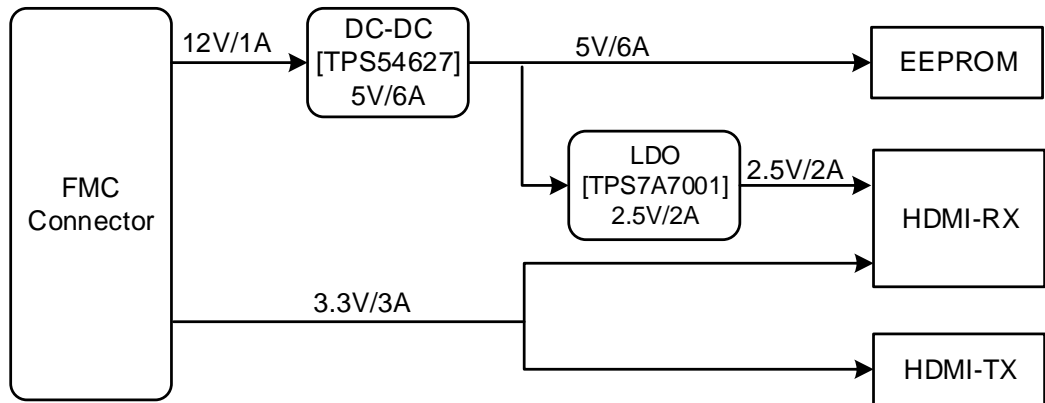 FMC
Connector
12V/1A
DC-DC
[TPS54627]
5V/6A
5V/6A
EEPROM
LDO
[TPS7A7001]
2.5V/2A
2.5V/2A
HDMI-RX
3.3V/3A
HDMI-TX